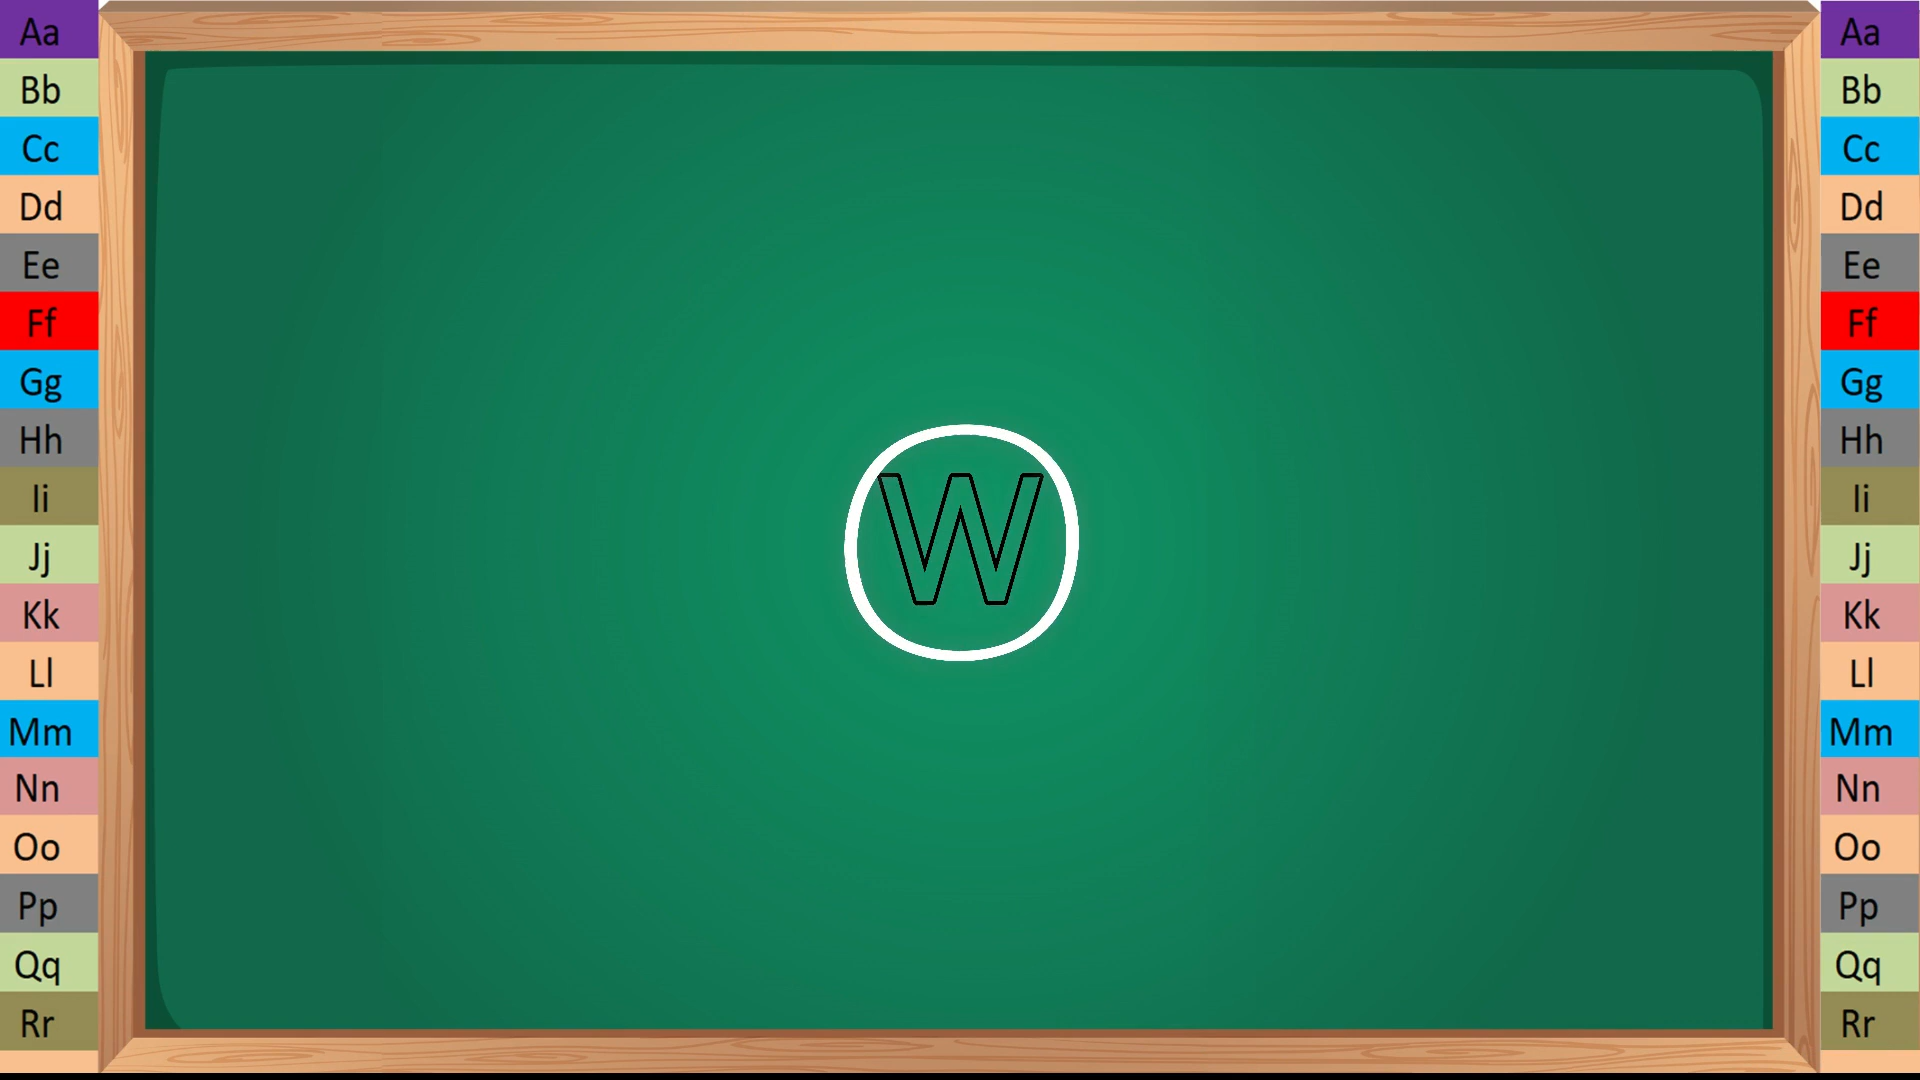 Aa
Bb
Cc
Dd
Ee
Ff
Gg
Hh
Ii
Jj
Kk
Ll
Mm
Nn
Oo
Pp
Qq
Rr
W
Aa
Bb
Cc
Dd
Ee
Ff
Gg
Hh
Ii
Jj
Kk
Ll
Mm
Nn
Oo
Pp
Qq
Rr